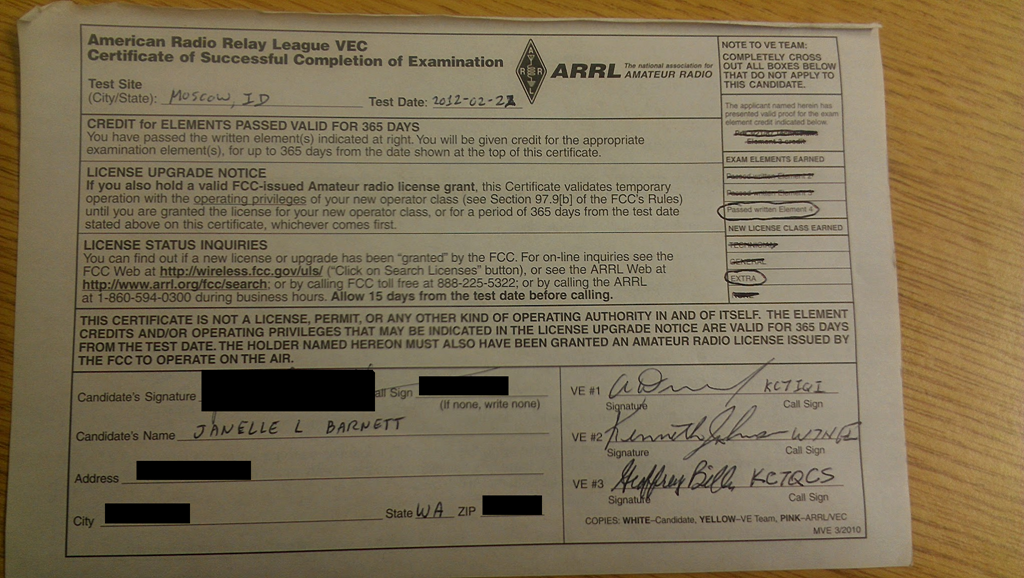 American Radio Relay League VEC
Certificate of Successful Completion of Examination
ARRL The national association for
AMATEUR RADIO
Test Site
(City/State): MOSCOW, ID Test Date: 2012-02-21
CREDIT for ELEMENTS PASSED VALID FOR 365 DAYS
You have passed the written element(s) indicated at right. You will be given credit for the appropriate
examination element(s), for up to 365 days from the date shown at the top of this certificate.
LICENSE UPGRADE NOTICE
If you also hold a valid FCC-issued Amateur radio license grant, this Certificate validates temporary
operation with the operating privileges of your new operator class (see Section 97.9[b] of the FCC's Rules)
until you are granted the license for your new operator class, or for a period of 365 days from the test date
stated above on this certificate, whichever comes first.
LICENSE STATUS INQUIRIES
You can find out if a new license or upgrade has been "granted" by the FCC. For on-line inquiries see the
FCC Web at http://wireless.fcc.gov/uls/ ("Click on Search Licenses" button), or see the ARRL Web at
http://www.arrl.org/fcc/search; or by calling FCC toll free at 888-225-5322; or by calling the ARRL
at 1-860-594-0300 during business hours. Allow 15 days from the test date before calling.
NOTE TO VE TEAM:
COMPLETELY CROSS
OUT ALL BOXES BELOW
THAT DO NOT APPLY TO
THIS CANDIDATE.
The applicant named herein has
presented valid proof for the exam
element credit indicated below.
Element 3 credit
EXAM ELEMENTS EARNED
Passed written Element 2
Passed written Element 3
Passed written Element 4
NEW LICENSE CLASS EARNED
TECHNICIAN
GENERAL
EXTRA
NONE
THIS CERTIFICATE IS NOT A LICENSE, PERMIT, OR ANY OTHER KIND OF OPERATING AUTHORITY IN AND OF ITSELF. THE ELEMENT
CREDITS AND/OR OPERATING PRIVILEGES THAT MAY BE INDICATED IN THE LICENSE UPGRADE NOTICE ARE VALID FOR 365 DAYS
FROM THE TEST DATE. THE HOLDER NAMED HEREON MUST ALSO HAVE BEEN GRANTED AN AMATEUR RADIO LICENSE ISSUED BY
THE FCC TO OPERATE ON THE AIR.
Candidate's Signature all Sign
(If none, write none)
Candidate's Name JANELLE L BARNETT
Address
City State WA ZIP
VE #1 KC7IQI
Signature Call Sign
VE #2 Kenneth
Signature Call Sign
VE #3 Geoffrey Bill KC7QCS
Signature Call Sign
COPIES: WHITE–Candidate, YELLOW–VE Team, PINK–ARRL/VEC
MVE 3/2010